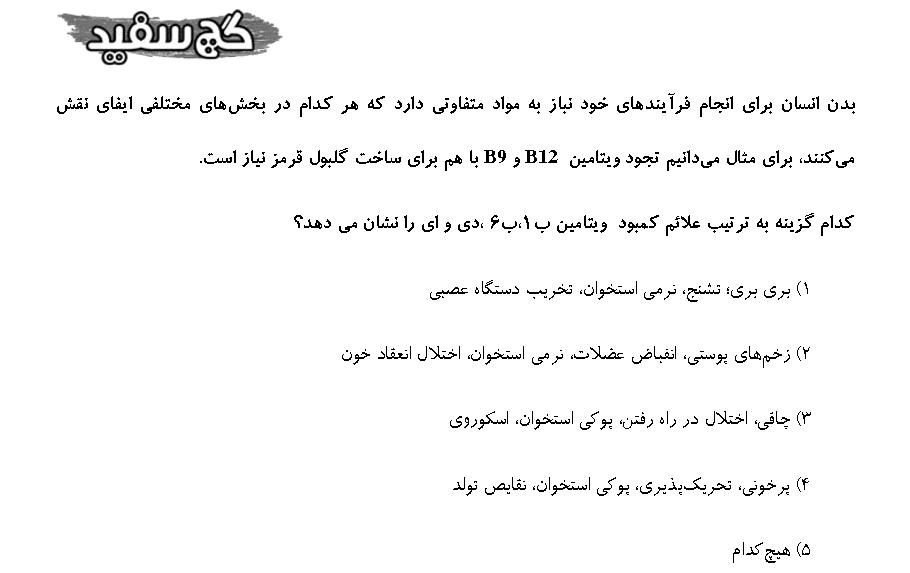 گچ سفید
بدن انسان برای انجام فرآیندهای خود نیاز به مواد متفاوتی دارد که هر کدام در بخش‌های مختلفی ایفای نقش
می‌کنند، برای مثال می‌دانیم تجود ویتامین B12 و B9 با هم برای ساخت گلبول قرمز نیاز است.
کدام گزینه به ترتیب علائم کمبود ویتامین ب۱،ب۶ ،دی و ای را نشان می دهد؟
۱) بری بری؛ تشنج، نرمی استخوان، تخریب دستگاه عصبی
۲) زخم‌های پوستی، انفباض عضلات، نرمی استخوان، اختلال انعقاد خون
۳) چاقی، اختلال در راه رفتن، پوکی استخوان، اسکوروی
۴) پرخونی، تحریک‌پذیری، پوکی استخوان، نقایص تولد
۵) هیچ‌کدام